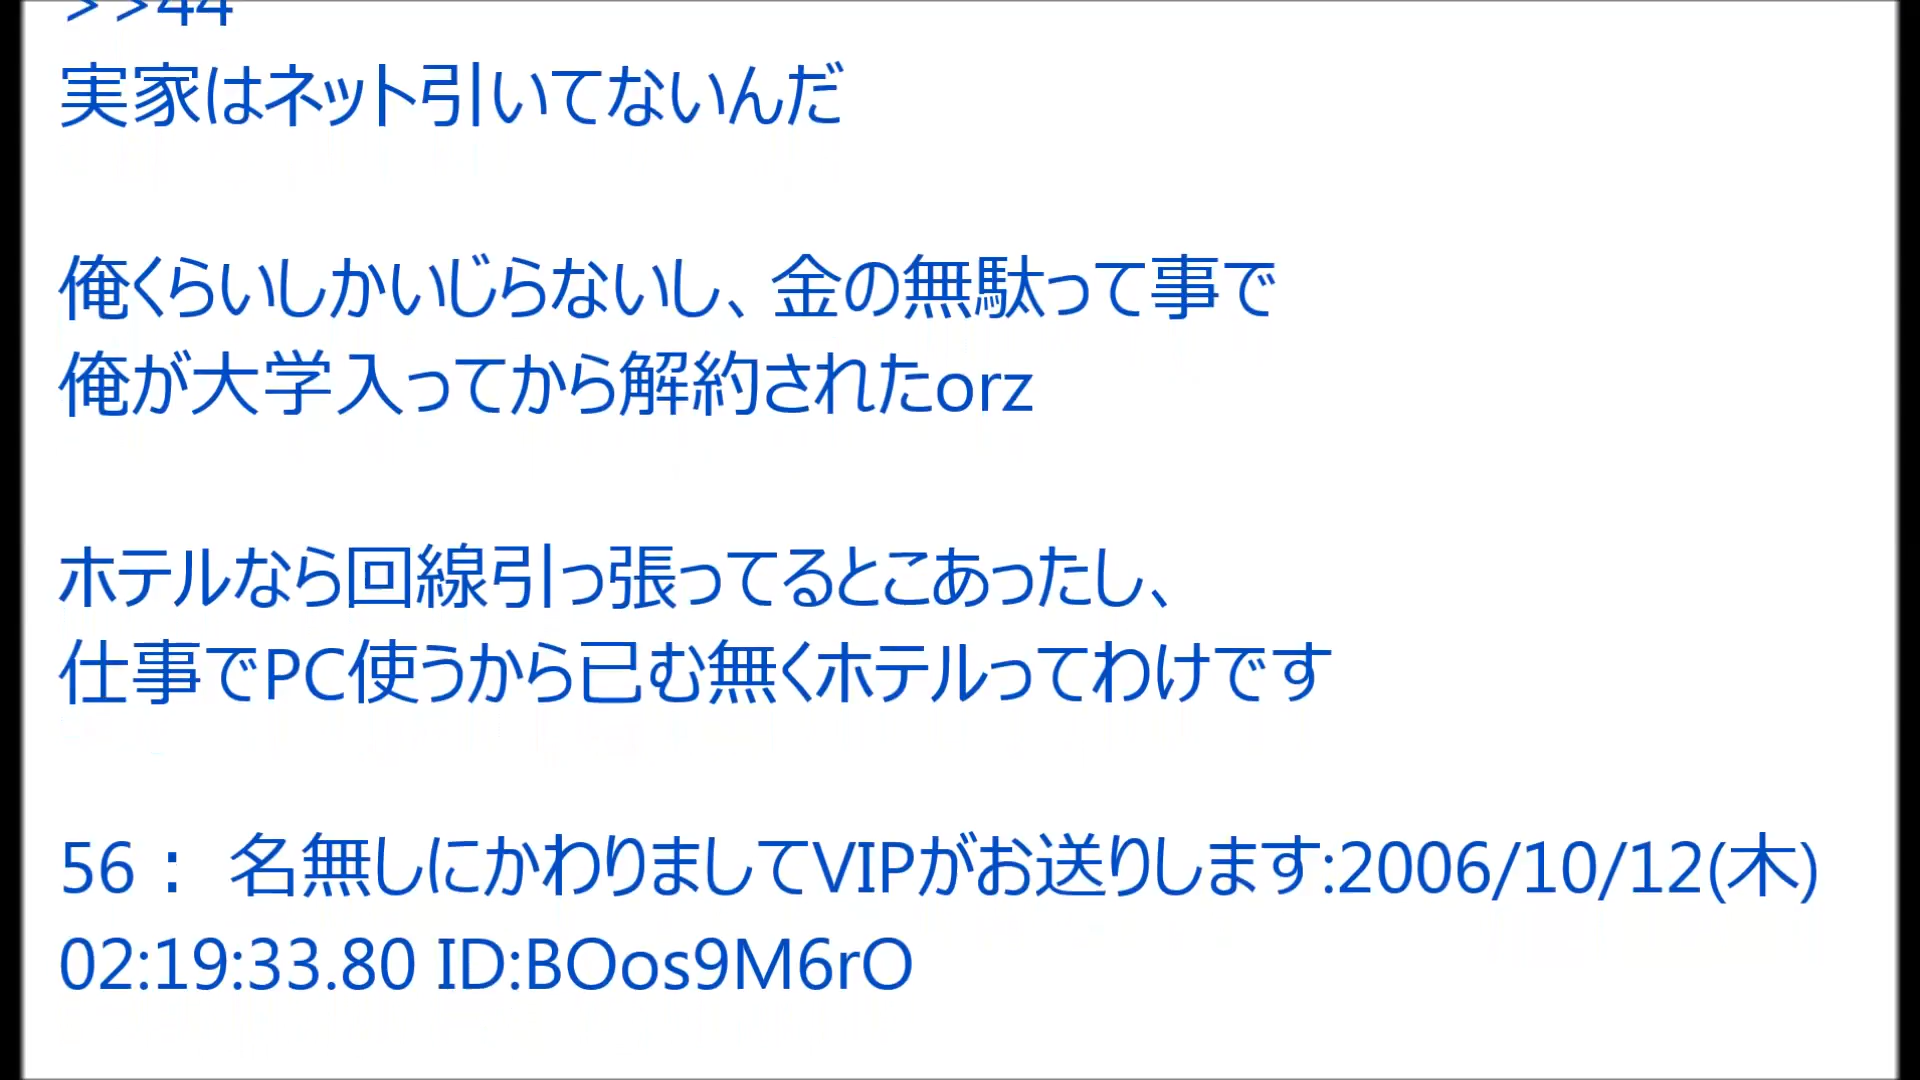 >>44
実家はネット引いてないんだ
俺くらいしかいじらないし、金の無駄って事で
俺が大学入ってから解約されたorz
ホテルなら回線引っ張ってるとこあったし、
仕事でPC使うから已む無くホテルってわけです
56： 名無しにかわりましてVIPがお送りします:2006/10/12(木)
02:19:33.80 ID:BOos9M6rO